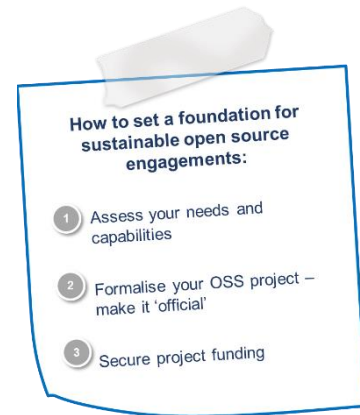 How to set a foundation for
sustainable open source
engagements:
1 Assess your needs and
capabilities
2 Formalise your OSS project –
make it 'official'
3 Secure project funding